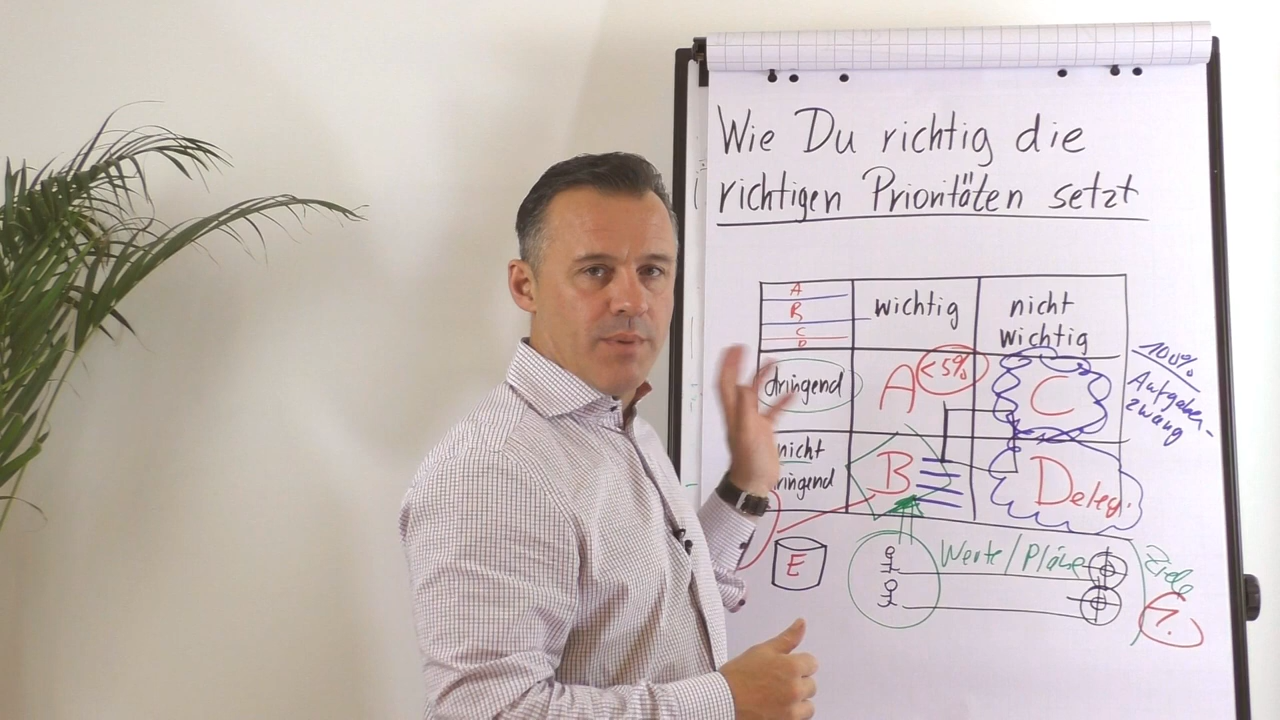 Wie Du richtig die
richtigen Prioritäten setzt
A
B
C
D
wichtig
nicht
wichtig
dringend
A
<5%
C
100%
Aufgaben-
zwang
nicht
dringend
B
Deleg.
E
Werte/Pläne
Ziele